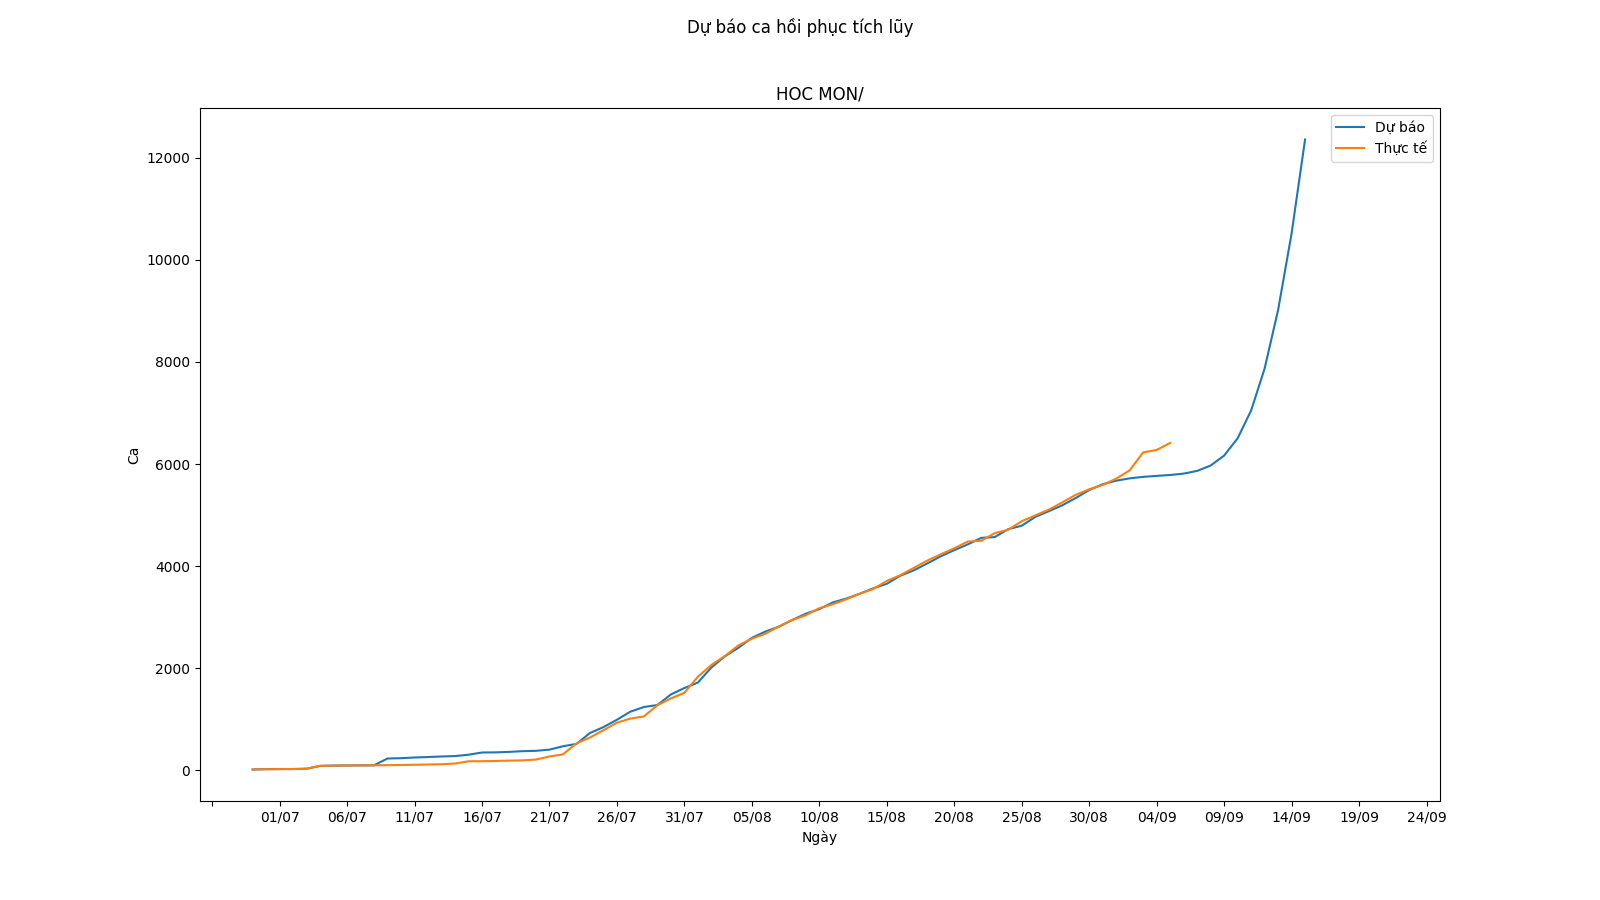 Dự báo ca hồi phục tích lũy
HOC MON/
Dự báo
Thực tế
12000
10000
8000
6000
4000
2000
0
Ca
01/07 06/07 11/07 16/07 21/07 26/07 31/07 05/08 10/08 15/08 20/08 25/08 30/08 04/09 09/09 14/09 19/09 24/09
Ngày